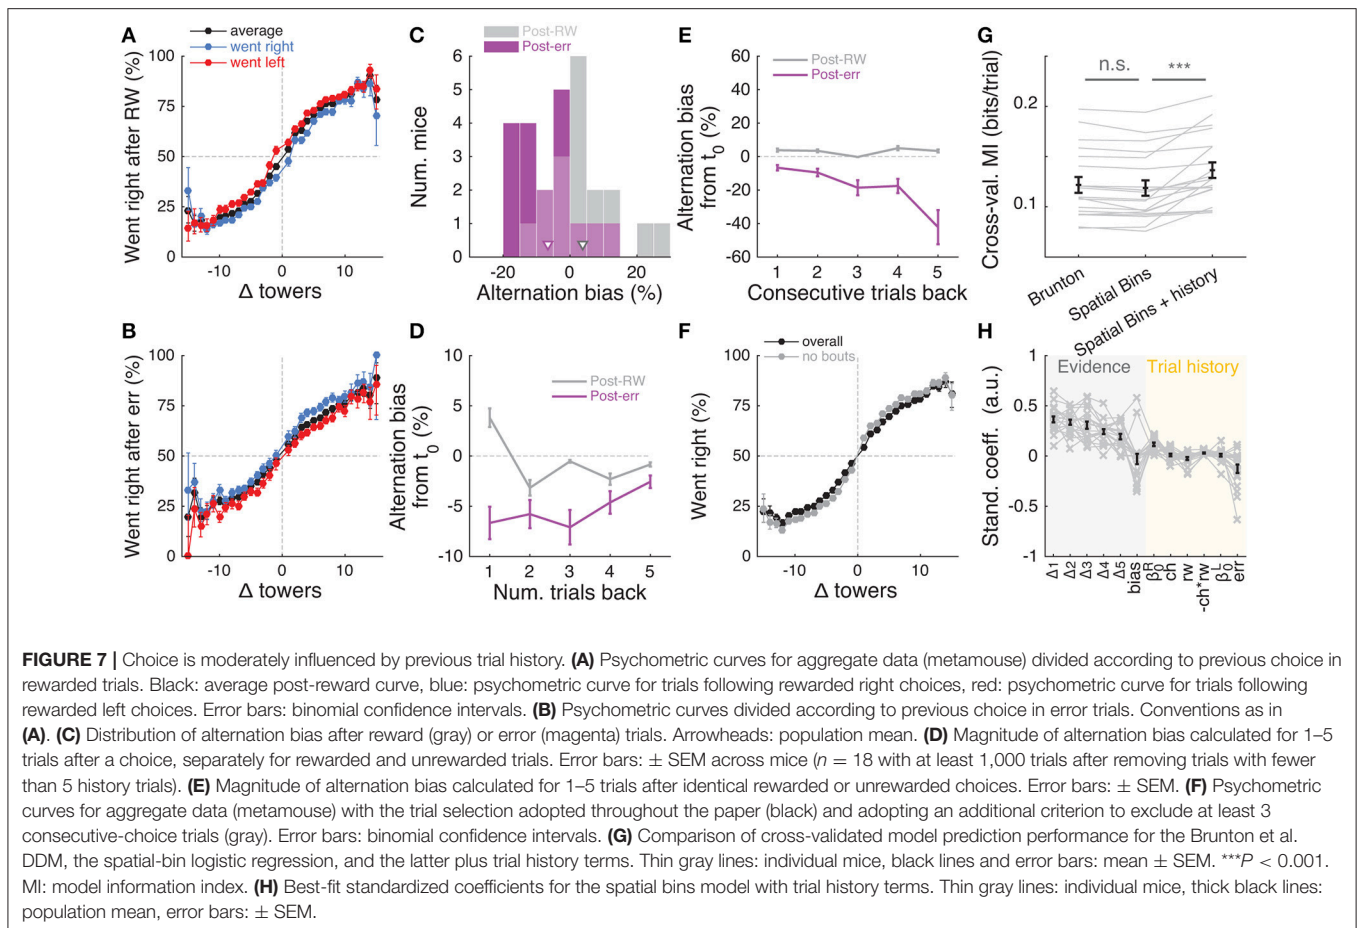 A
average
went right
went left
Went right after RW (%)
100
75
50
25
0
-10
0
10
Δ towers
C
Post-RW
Post-err
Num. mice
6
5
4
3
2
1
0
-20
0
20
Alternation bias (%)
E
Post-RW
Post-err
Alternation bias
from t0 (%)
60
40
20
0
-20
-40
-60
1
2
3
4
5
Consecutive trials back
G
n.s.
***
Cross-val. MI (bits/trial)
0.2
0.1
Brunton
Spatial Bins
Spatial Bins + history
B
Went right after err (%)
100
75
50
25
0
-10
0
10
Δ towers
D
Post-RW
Post-err
Alternation bias
from t0 (%)
10
5
0
-5
-10
1
2
3
4
5
Num. trials back
F
overall
no bouts
Went right (%)
100
75
50
25
0
-10
0
10
Δ towers
H
Evidence
Trial history
Stand. coeff. (a.u.)
1
0.5
0
-0.5
-1
Δ1
Δ2
Δ3
Δ4
Δ5
bias
β0R
ch
rw
-ch*rw
β0L
err
FIGURE 7 | Choice is moderately influenced by previous trial history. (A) Psychometric curves for aggregate data (metamouse) divided according to previous choice in
rewarded trials. Black: average post-reward curve, blue: psychometric curve for trials following rewarded right choices, red: psychometric curve for trials following
rewarded left choices. Error bars: binomial confidence intervals. (B) Psychometric curves divided according to previous choice in error trials. Conventions as in
(A). (C) Distribution of alternation bias after reward (gray) or error (magenta) trials. Arrowheads: population mean. (D) Magnitude of alternation bias calculated for 1–5
trials after a choice, separately for rewarded and unrewarded trials. Error bars: ± SEM across mice (n = 18 with at least 1,000 trials after removing trials with fewer
than 5 history trials). (E) Magnitude of alternation bias calculated for 1–5 trials after identical rewarded or unrewarded choices. Error bars: ± SEM. (F) Psychometric
curves for aggregate data (metamouse) with the trial selection adopted throughout the paper (black) and adopting an additional criterion to exclude at least 3
consecutive-choice trials (gray). Error bars: binomial confidence intervals. (G) Comparison of cross-validated model prediction performance for the Brunton et al.
DDM, the spatial-bin logistic regression, and the latter plus trial history terms. Thin gray lines: individual mice, black lines and error bars: mean ± SEM. ***P < 0.001.
MI: model information index. (H) Best-fit standardized coefficients for the spatial bins model with trial history terms. Thin gray lines: individual mice, thick black lines:
population mean, error bars: ± SEM.